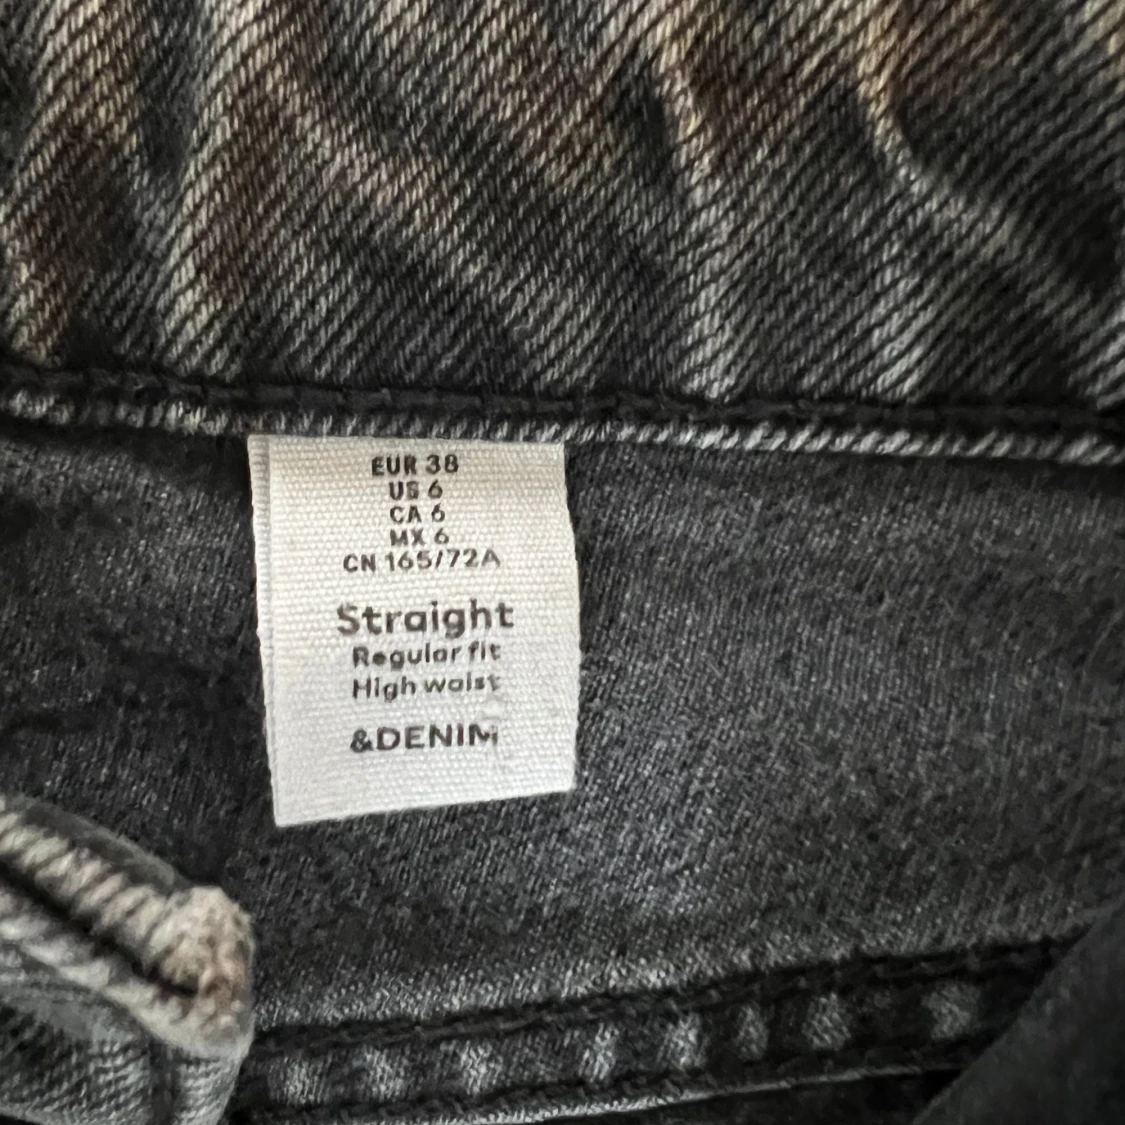 EUR 38
US 6
CA 6
MX 6
CN 165/72A
Straight
Regular fit
High waist
&DENIM